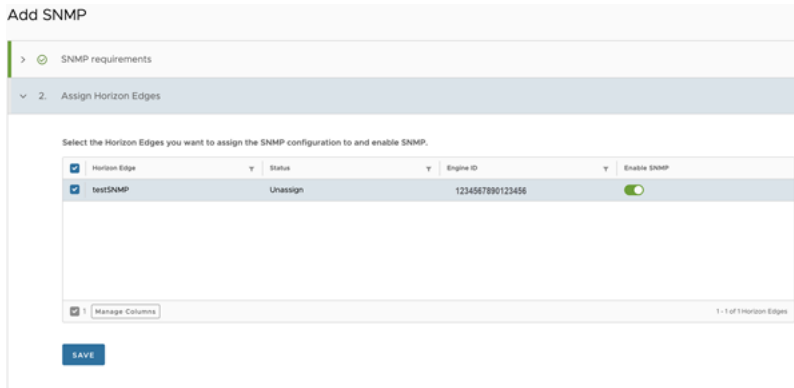 Add SNMP
SNMP requirements
2. Assign Horizon Edges
Select the Horizon Edges you want to assign the SNMP configuration to and enable SNMP.
Horizon Edge Status Engine ID Enable SNMP
testSNMP Unassign 1234567890123456
1 Manage Columns 1 - 1 of 1 Horizon Edges
SAVE